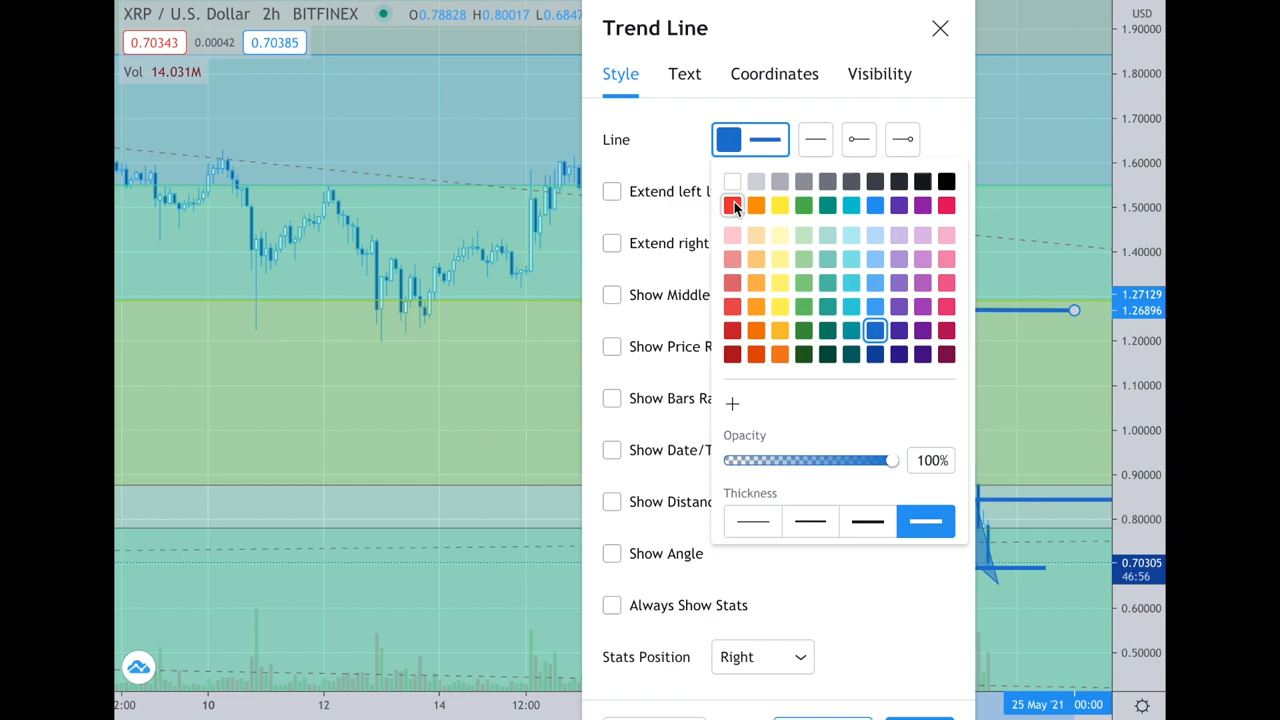 XRP / U.S. Dollar 2h BITFINEX O0.78828 H0.80017 L0.6847
0.70343 0.00042 0.70385
Vol 14.031M
Trend Line
Style Text Coordinates Visibility
Line
Extend left l
Extend right
Show Middle
Show Price R
Show Bars Ra
Show Date/T
Show Distanc
Show Angle
Always Show Stats
Stats Position Right
Opacity
100%
Thickness
USD
1.90000
1.80000
1.70000
1.60000
1.50000
1.40000
1.27129
1.26896
1.20000
1.10000
1.00000
0.90000
0.80000
0.70305
46:56
0.60000
0.50000
2:00 10 12 14 12:00 25 May '21 00:00